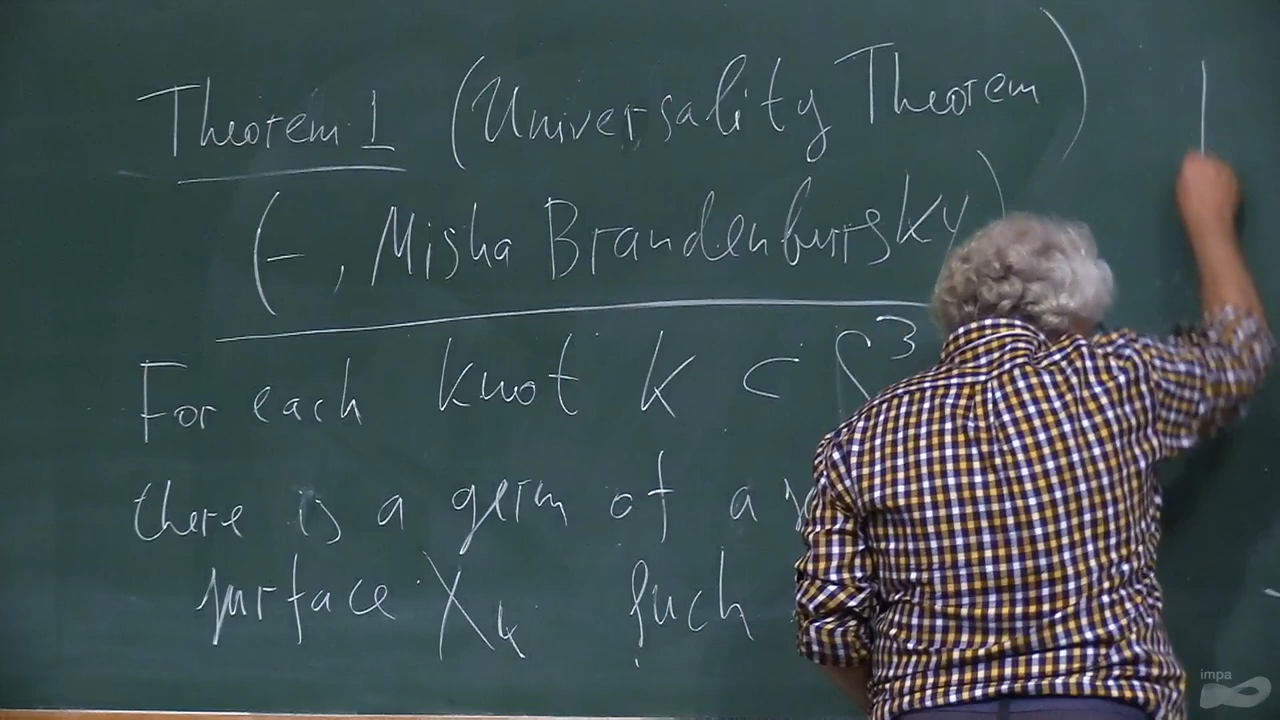 Theorem 1 (Universality Theorem)
(–, Misha Brandenbursky)
For each knot K ⊂ S³
there is a germ of a
surface X_K such
impa